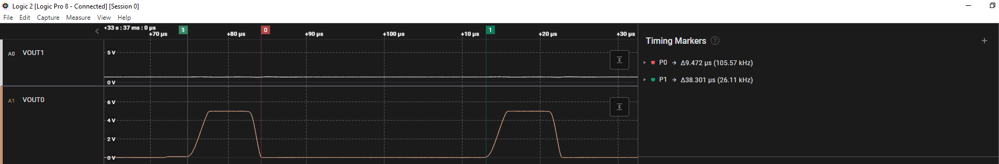 Logic 2 [Logic Pro 8 - Connected] [Session 0]
File Edit Capture Measure View Help
33 s : 37 ms : 0 µs
1 0 1
+70 µs +80 µs +90 µs +100 µs +10 µs +20 µs +30 µs
Timing Markers ? +
A0 VOUT1
5 V
0 V
P0 → Δ9.472 µs (105.57 kHz)
P1 → Δ38.301 µs (26.11 kHz)
A1 VOUT0
6 V
4 V
2 V
0 V